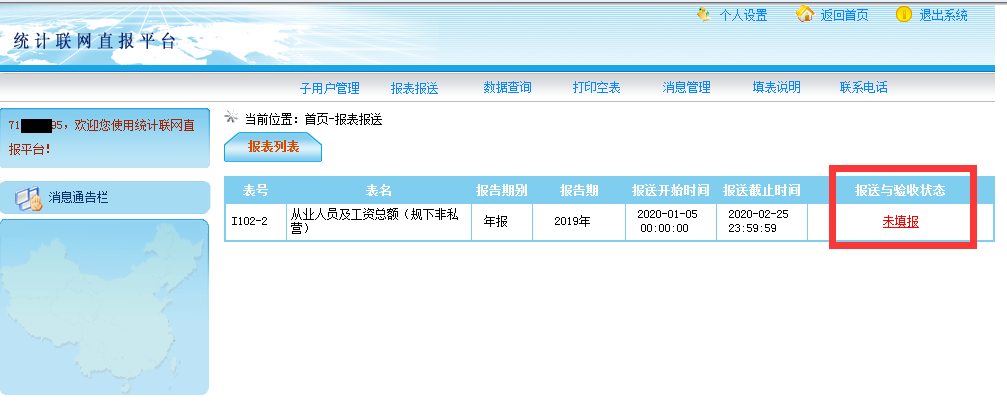 个人设置 返回首页 退出系统
统计联网直报平台
子用户管理 报表报送 数据查询 打印空表 消息管理 填表说明 联系电话
71 95，欢迎您使用统计联网直
报平台！
当前位置：首页-报表报送
报表列表
消息通告栏
表号 表名 报告期别 报告期 报送开始时间 报送截止时间 报送与验收状态
I102-2 从业人员及工资总额（规下非私
营） 年报 2019年 2020-01-05
00:00:00 2020-02-25
23:59:59 未填报